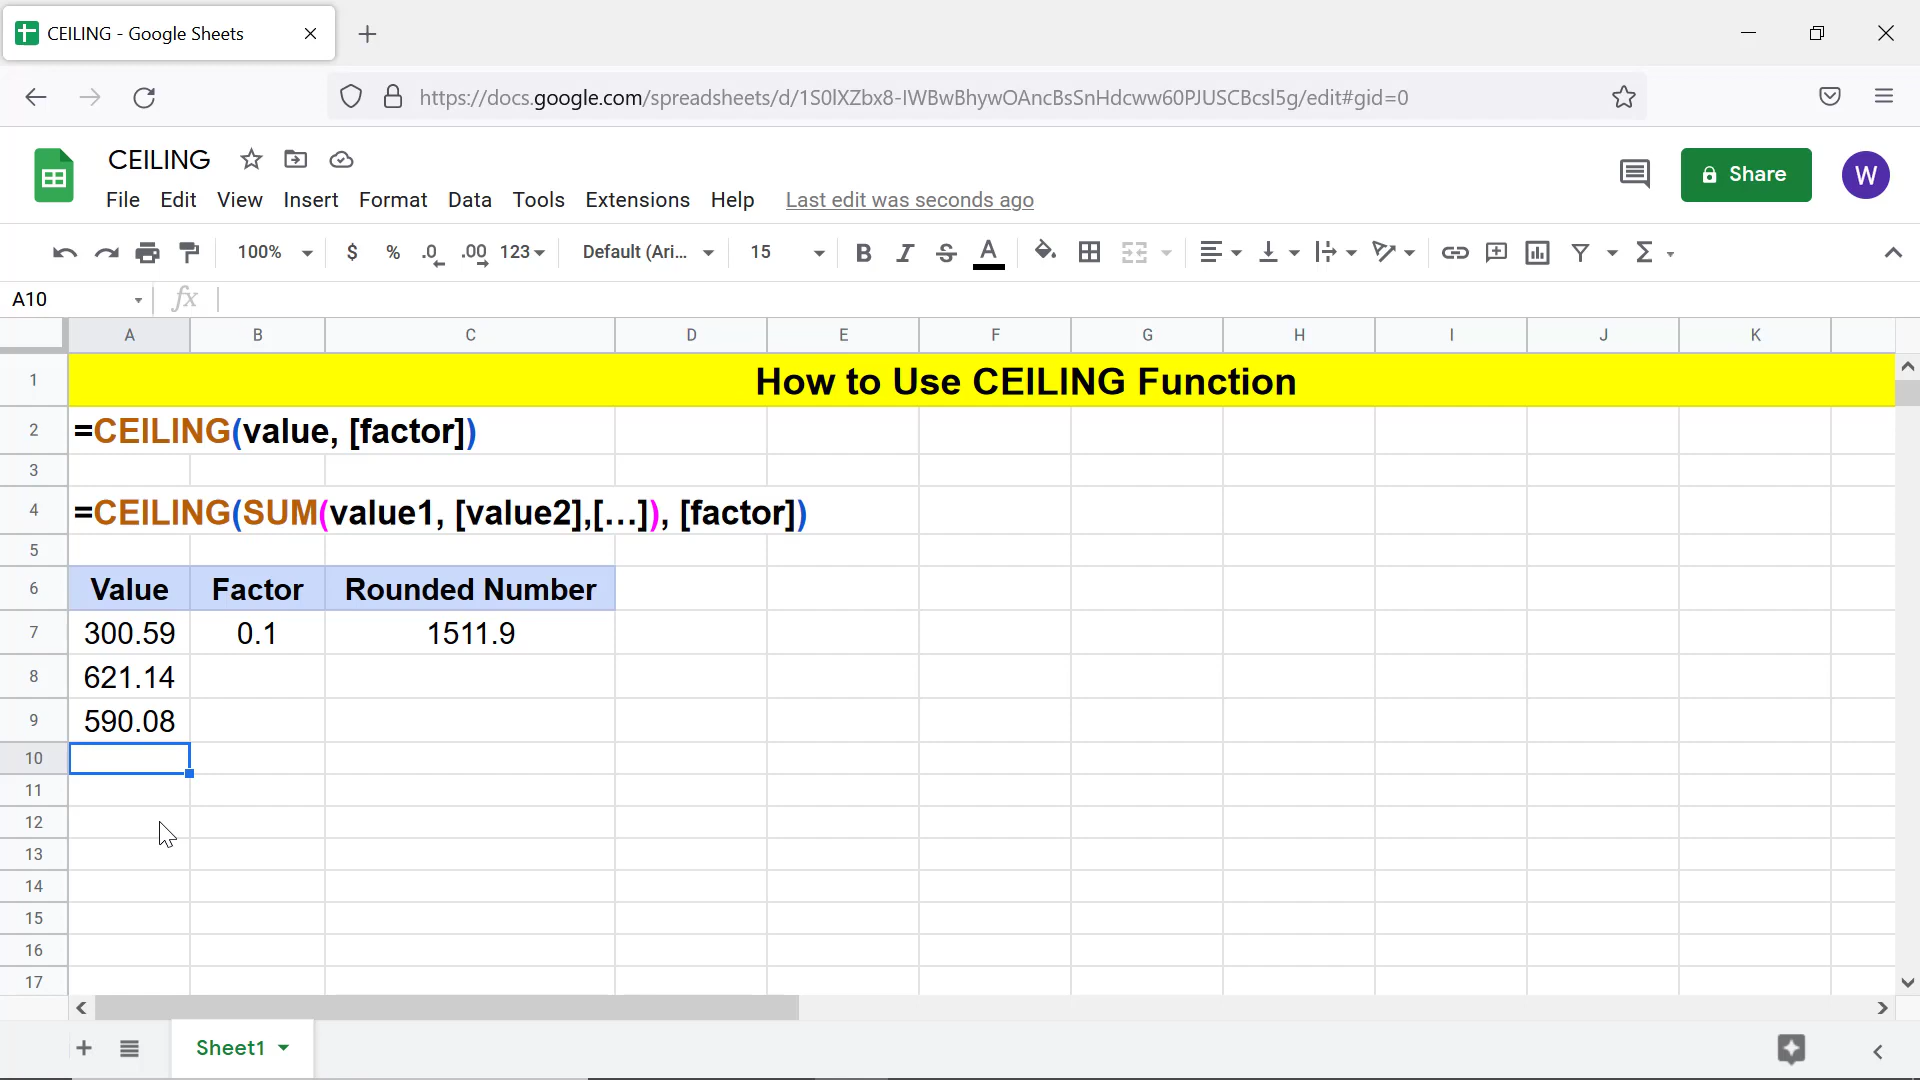 CEILING - Google Sheets
https://docs.google.com/spreadsheets/d/1S0lXZbx8-IWBwBhywOAncBsSnHdcww60PJUSCBcsl5g/edit#gid=0
CEILING
Share
W
File Edit View Insert Format Data Tools Extensions Help Last edit was seconds ago
100% $ % .0 .00 123 Default (Ari... 15 B I S A Σ
A10 fx
A B C D E F G H I J K
1 How to Use CEILING Function
2 =CEILING(value, [factor])
3
4 =CEILING(SUM(value1, [value2],[...]), [factor])
5
6 Value Factor Rounded Number
7 300.59 0.1 1511.9
8 621.14
9 590.08
10
11
12
13
14
15
16
17
Sheet1